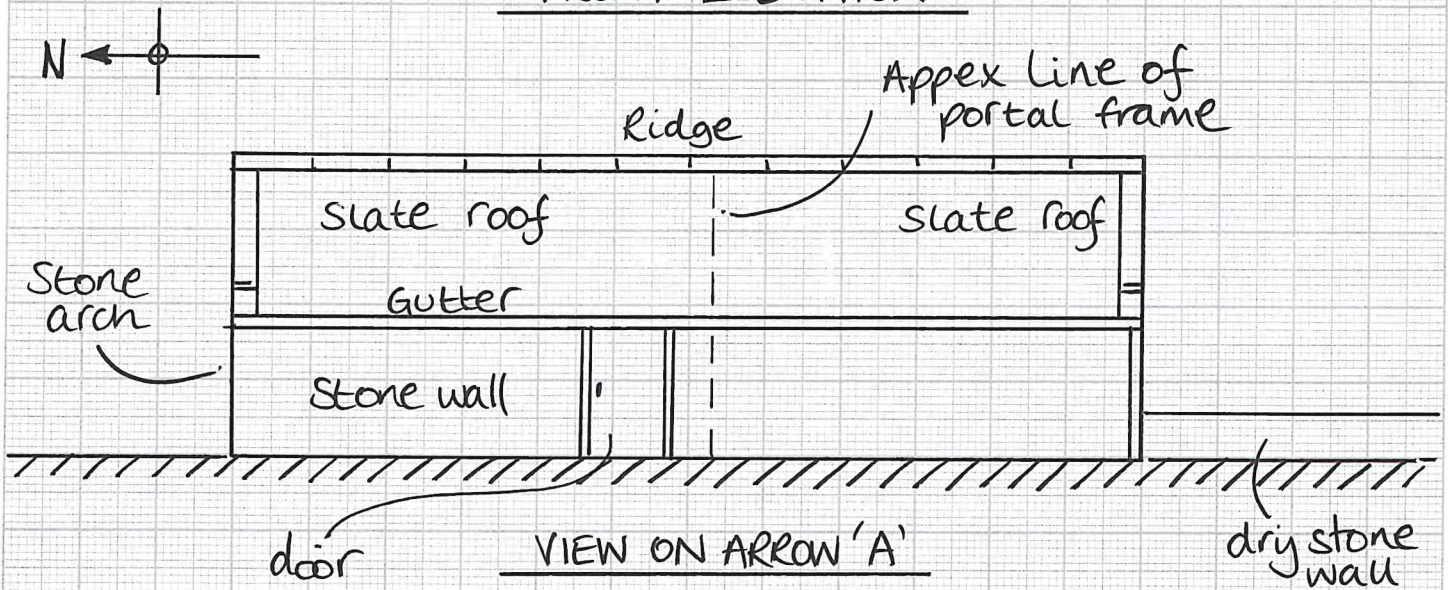 N
Appex line of
portal frame
Ridge
Slate roof
Slate roof
Stone
arch
Gutter
Stone wall
door
VIEW ON ARROW 'A'
dry stone
wall